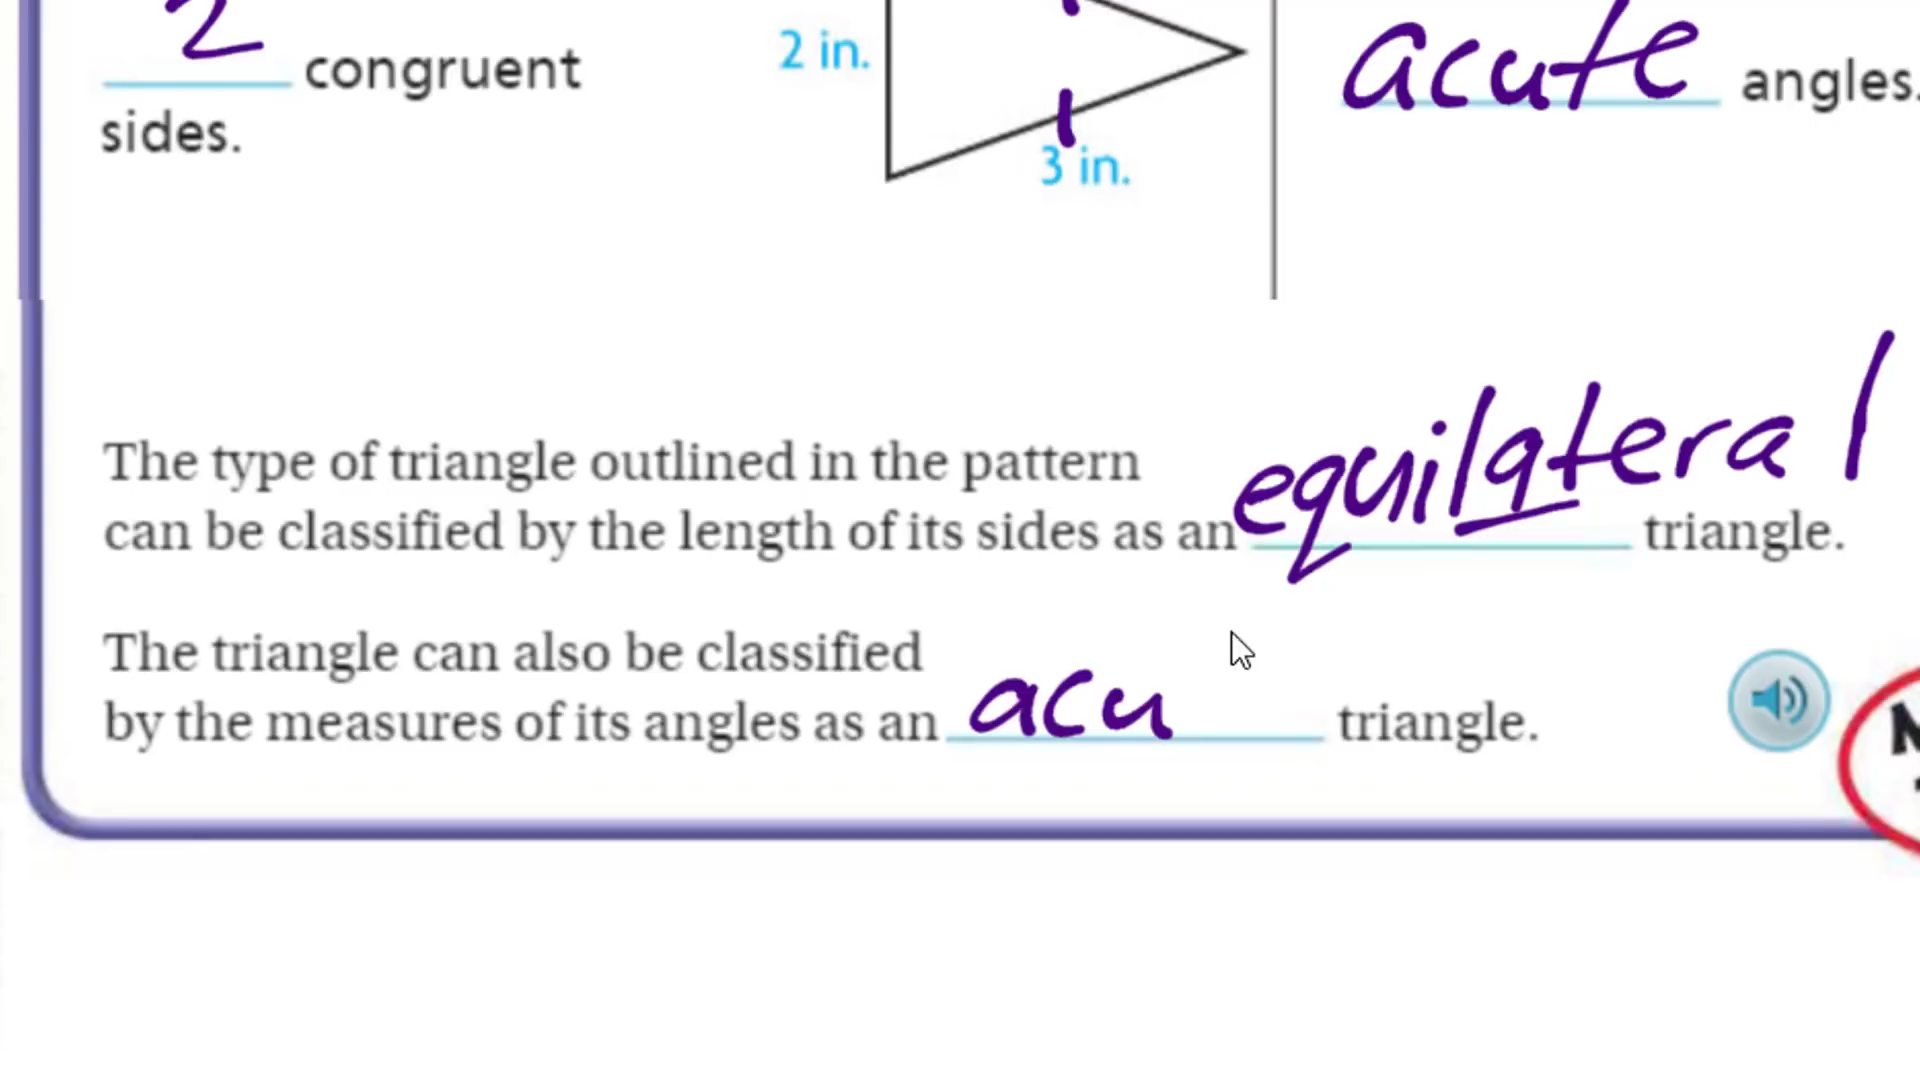 2 congruent
sides.
2 in.
3 in.
acute angles.
The type of triangle outlined in the pattern
can be classified by the length of its sides as an equilateral triangle.
The triangle can also be classified
by the measures of its angles as an acu triangle.